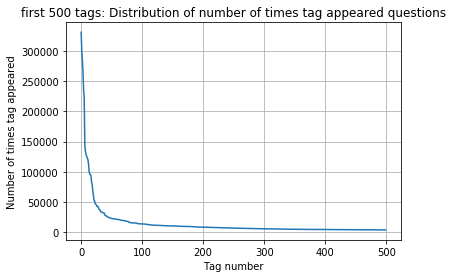 first 500 tags: Distribution of number of times tag appeared questions
300000
250000
200000
150000
100000
50000
0
Number of times tag appeared
0 100 200 300 400 500
Tag number